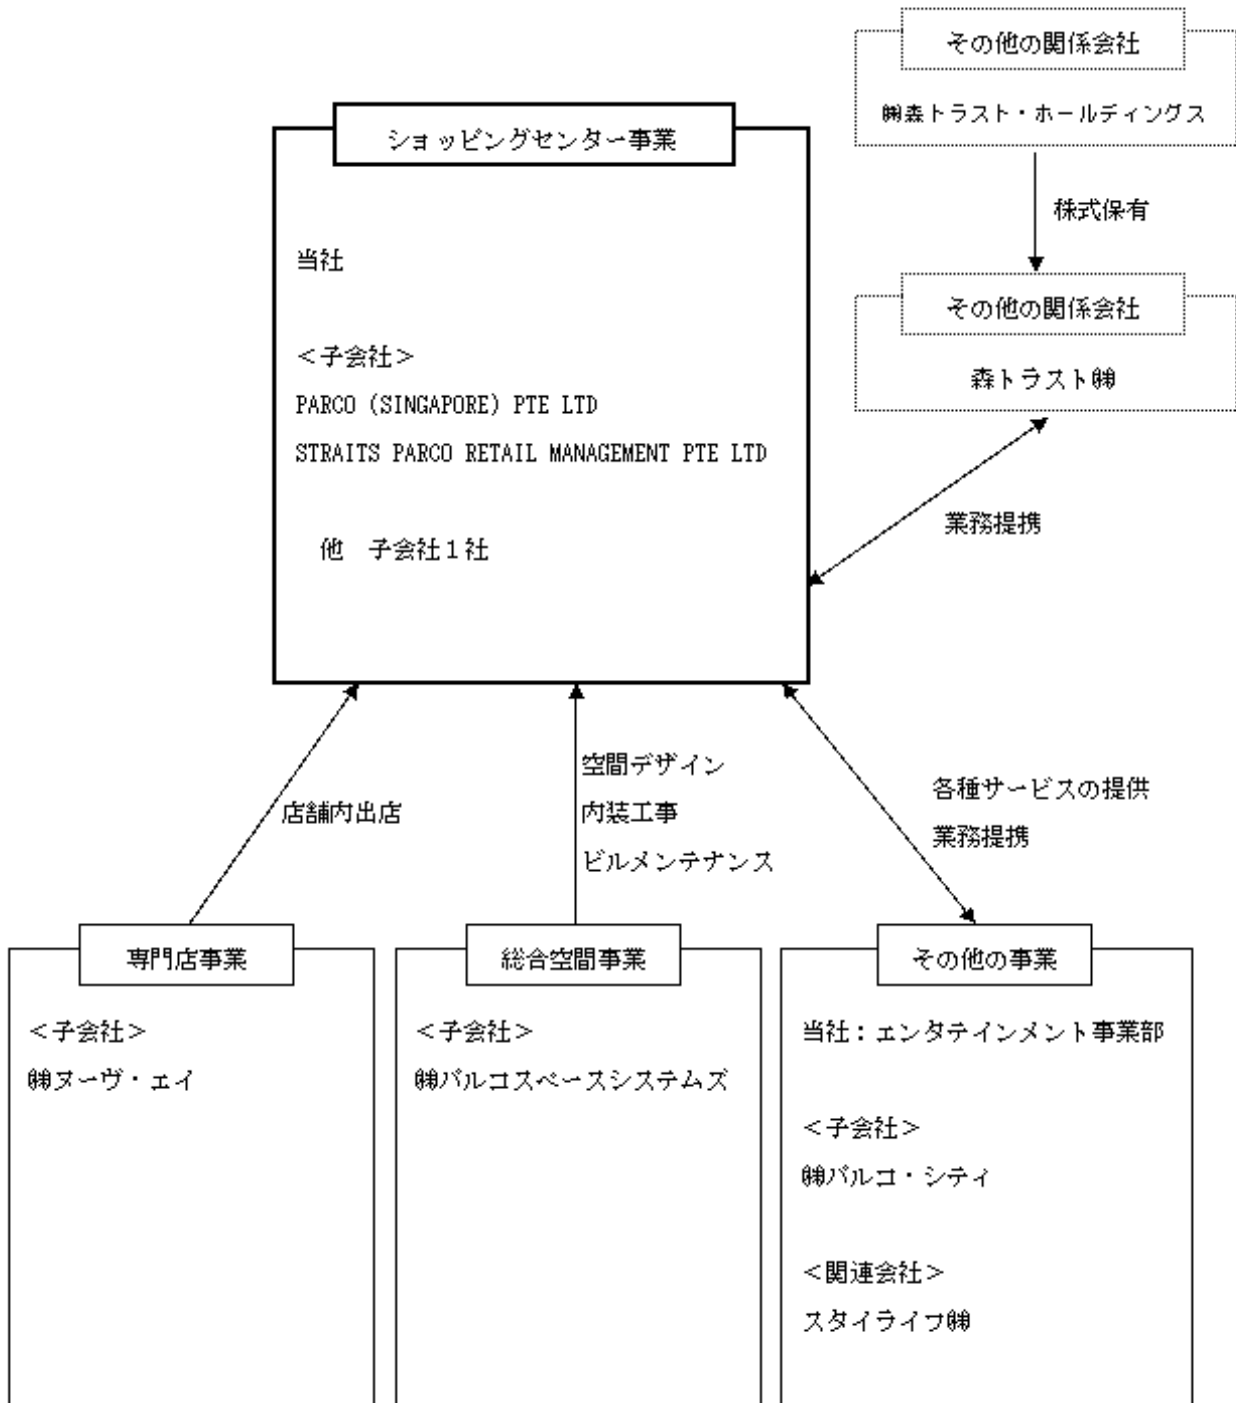 その他の関係会社
㈱森トラスト・ホールディングス
ショッピングセンター事業
株式保有
当社
その他の関係会社
<子会社>
森トラスト㈱
PARCO (SINGAPORE) PTE LTD
STRAITS PARCO RETAIL MANAGEMENT PTE LTD
業務提携
他 子会社1社
空間デザイン
内装工事
ビルメンテナンス
店舗内出店
各種サービスの提供
業務提携
専門店事業
<子会社>
㈱ヌーヴ・エイ
総合空間事業
<子会社>
㈱パルコスペースシステムズ
その他の事業
当社：エンタテインメント事業部
<子会社>
㈱パルコ・シティ
<関連会社>
スタイライフ㈱